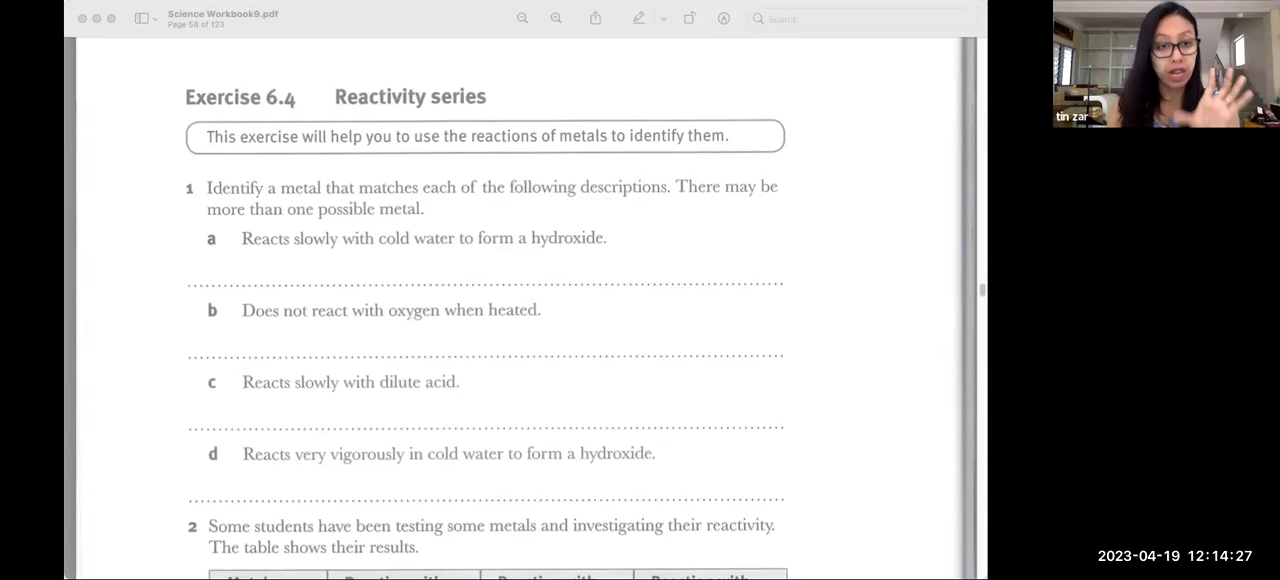 Science Workbook9.pdf
Page 58 of 123
Search
Exercise 6.4 Reactivity series
This exercise will help you to use the reactions of metals to identify them.
1 Identify a metal that matches each of the following descriptions. There may be
more than one possible metal.
a Reacts slowly with cold water to form a hydroxide.
b Does not react with oxygen when heated.
c Reacts slowly with dilute acid.
d Reacts very vigorously in cold water to form a hydroxide.
2 Some students have been testing some metals and investigating their reactivity.
The table shows their results.
tin zar
2023-04-19 12:14:27